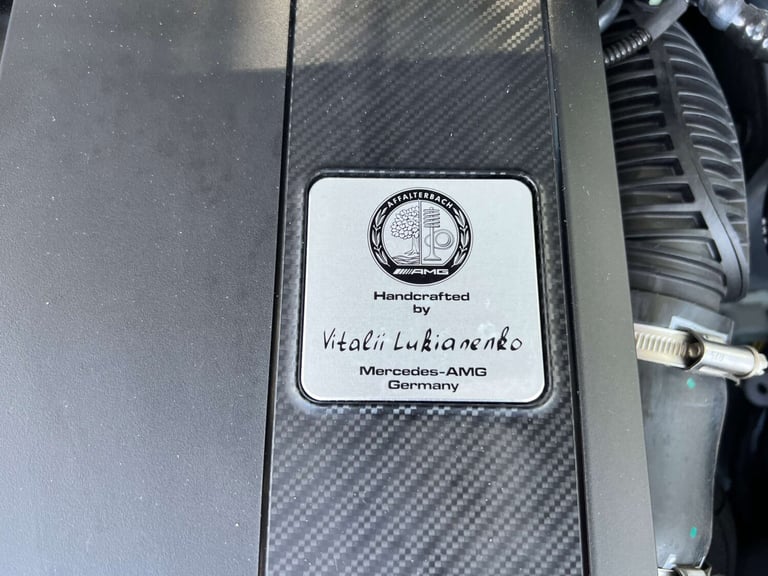 AFFALTERBACH
AMG
Handcrafted
by
Vitalii Lukianenko
Mercedes-AMG
Germany